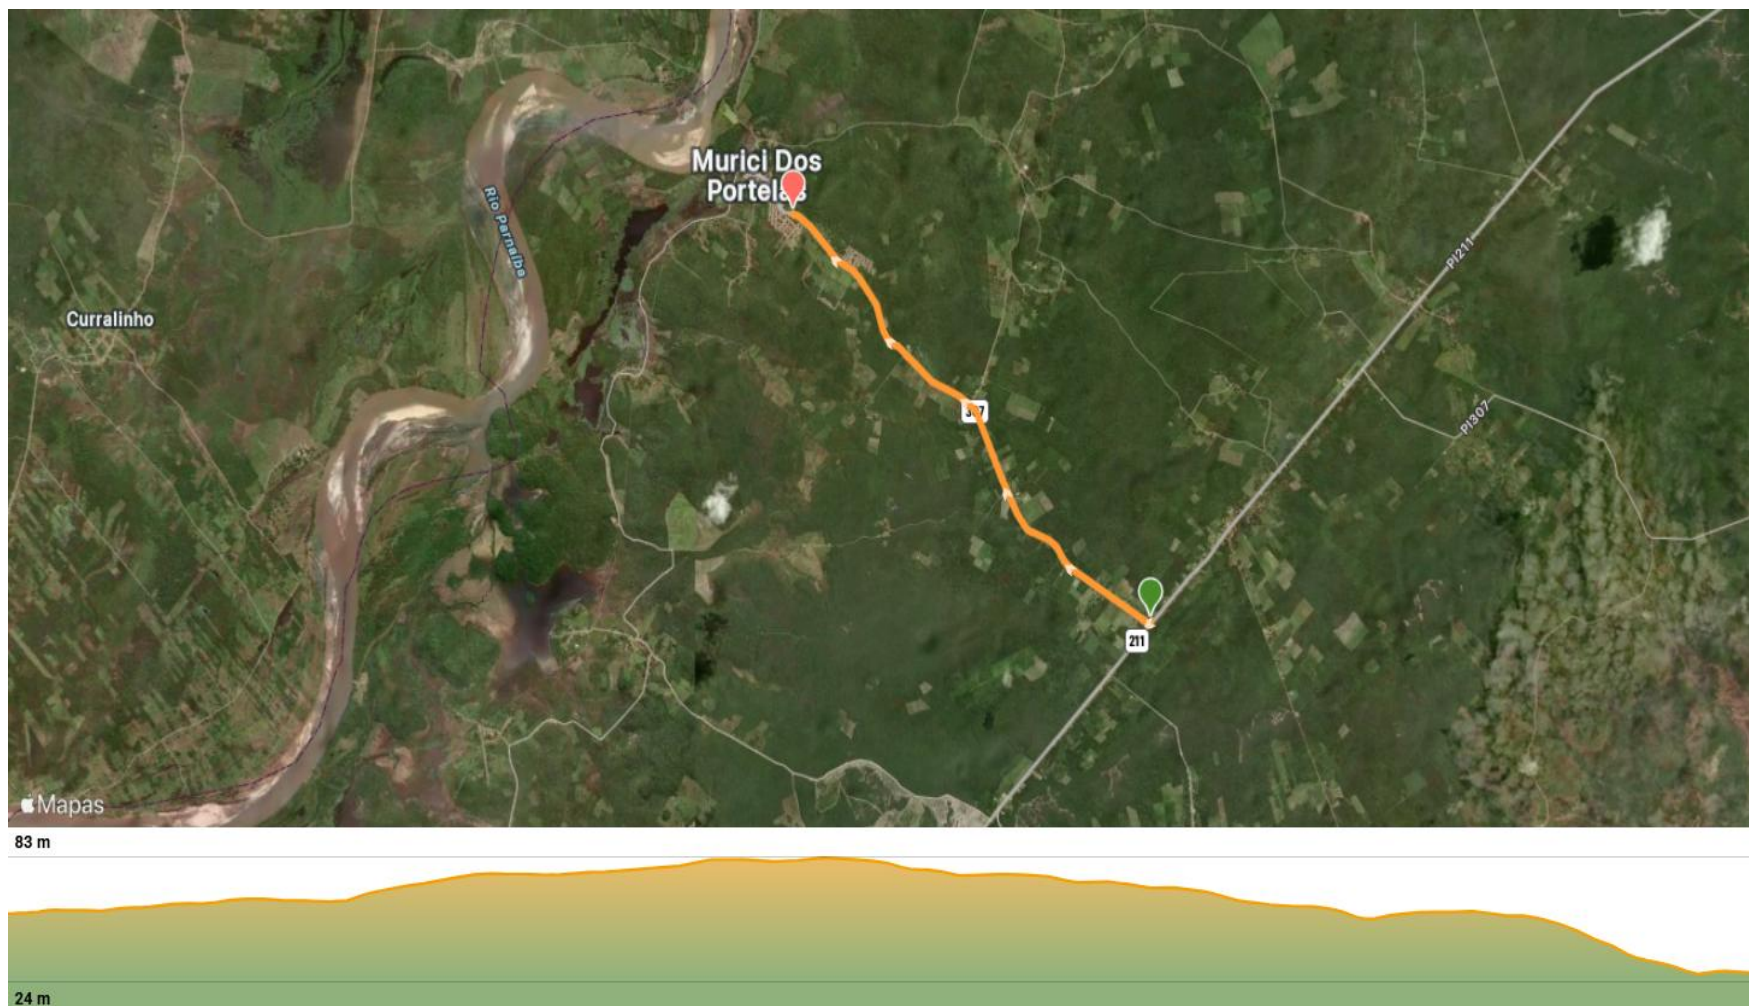 Murici Dos
Portelas
Rio Parnaíba
PI211
Curralinho
PI307
211
Mapas
83 m
24 m